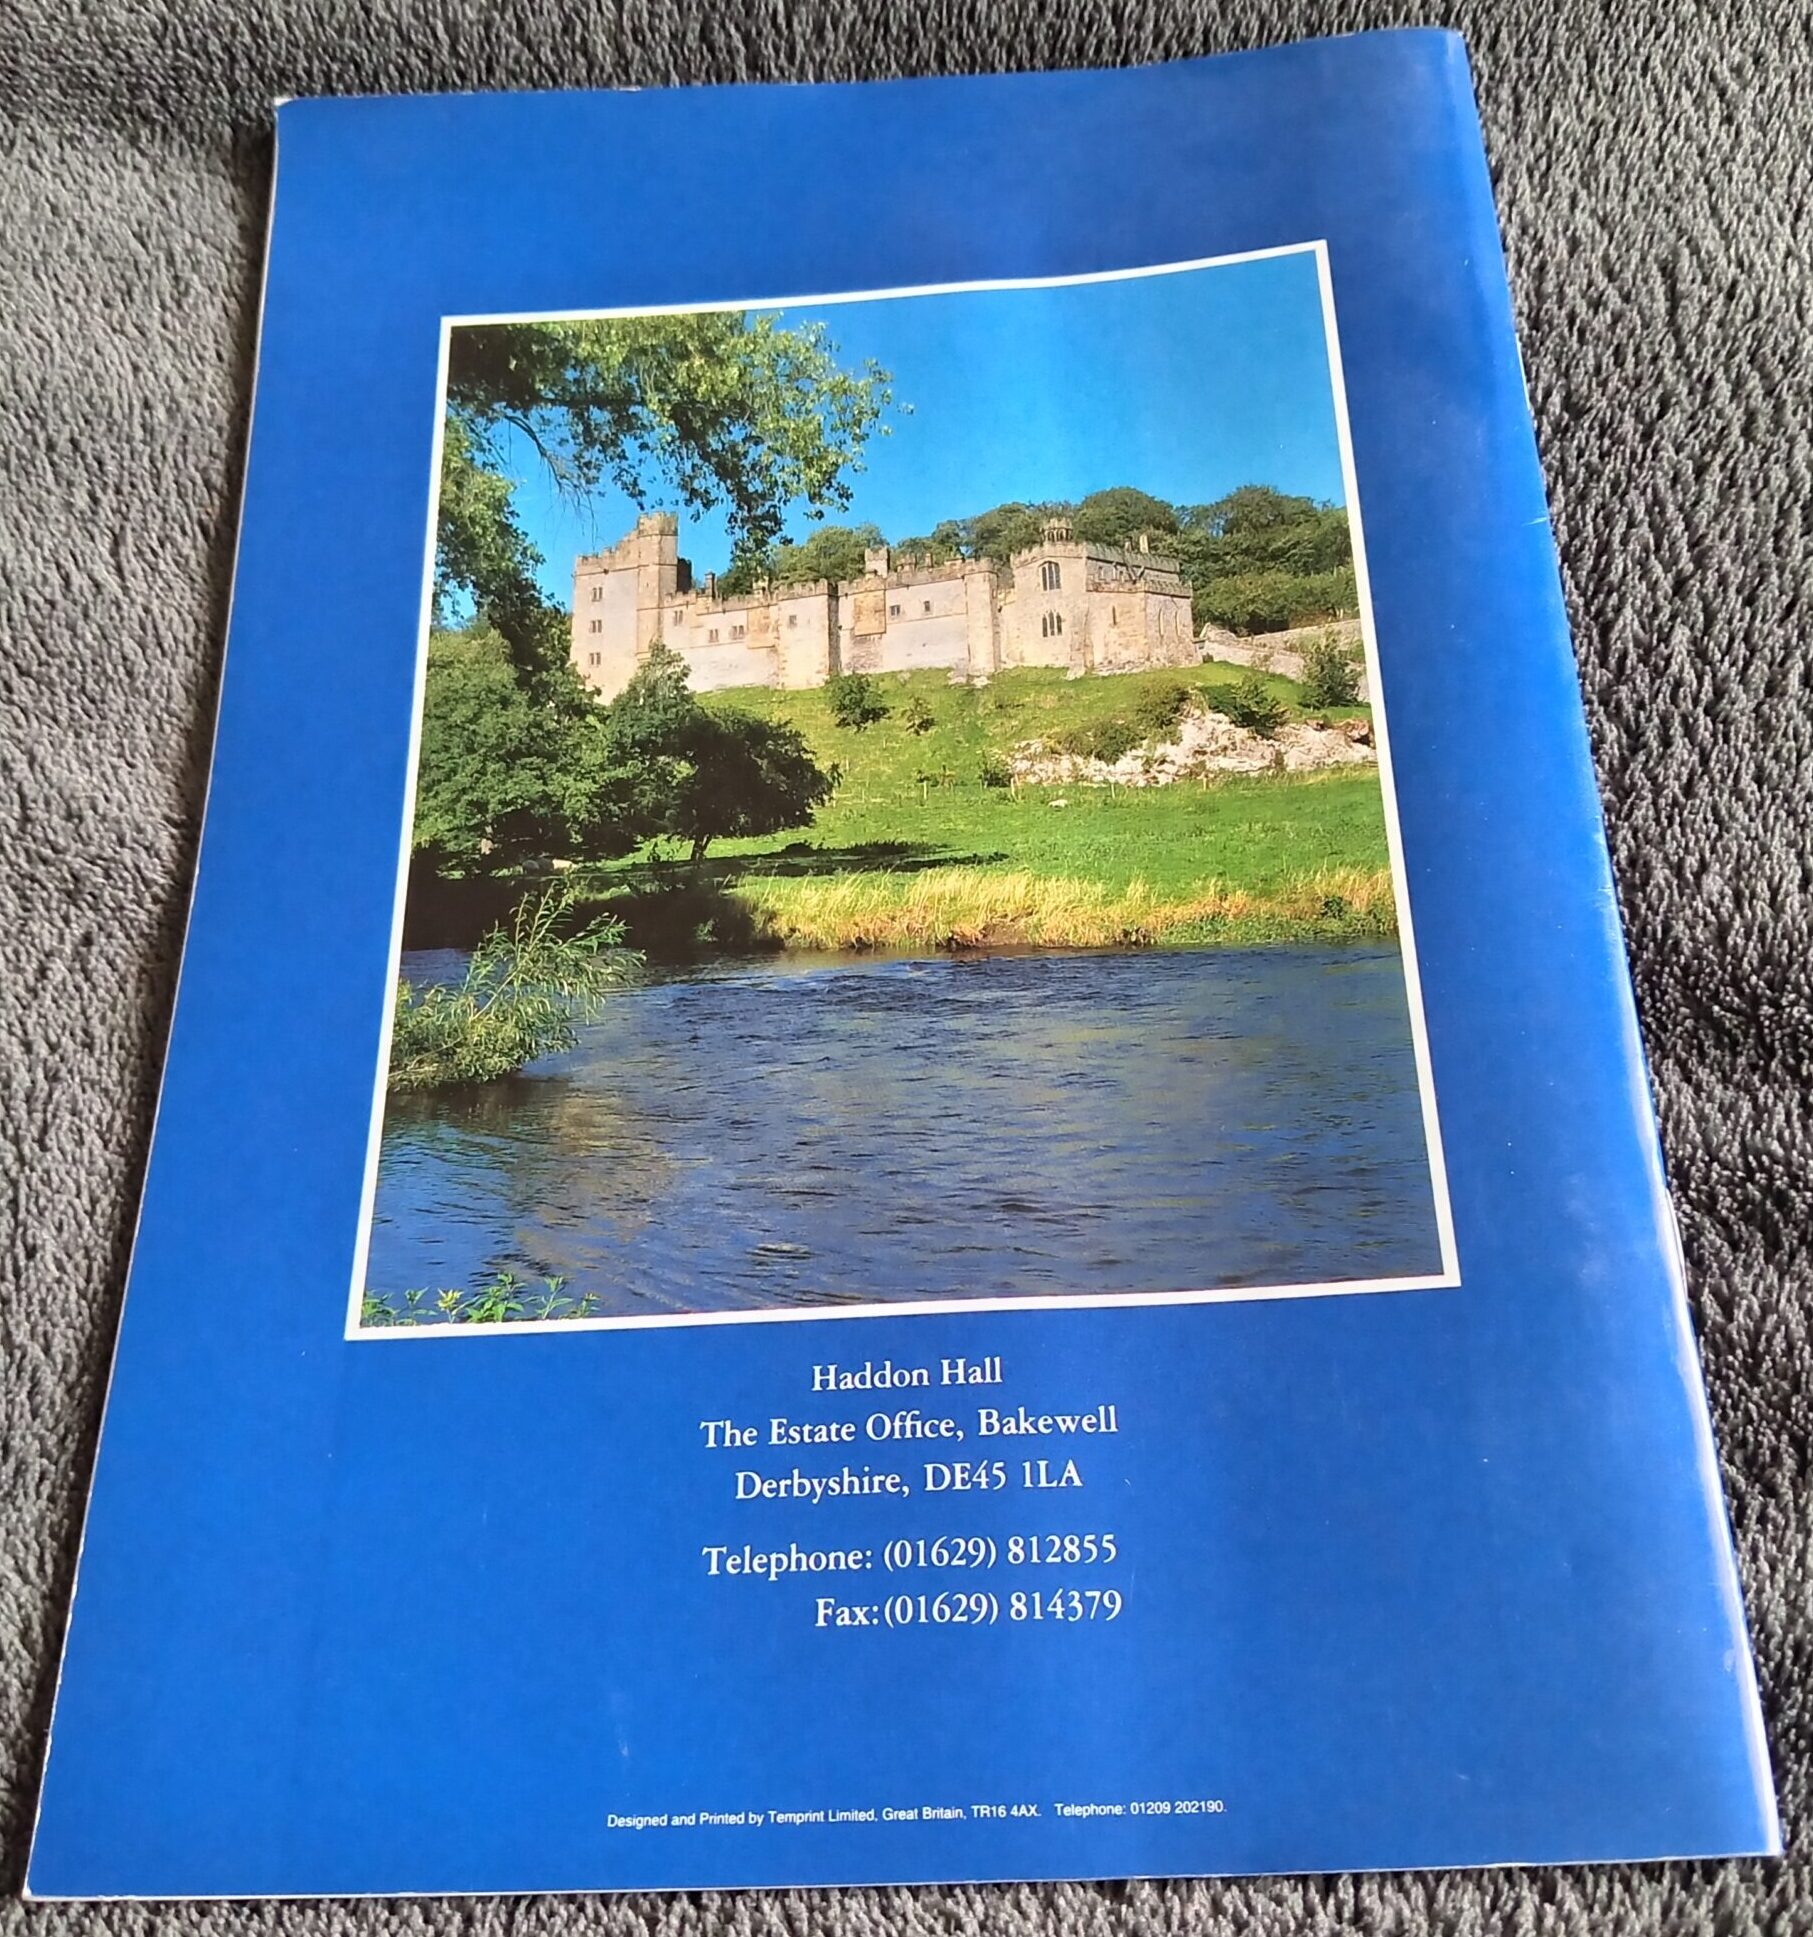 Haddon Hall
The Estate Office, Bakewell
Derbyshire, DE45 1LA
Telephone: (01629) 812855
Fax: (01629) 814379
Designed and Printed by Temprint Limited, Great Britain, TR16 4AX. Telephone: 01209 202190.